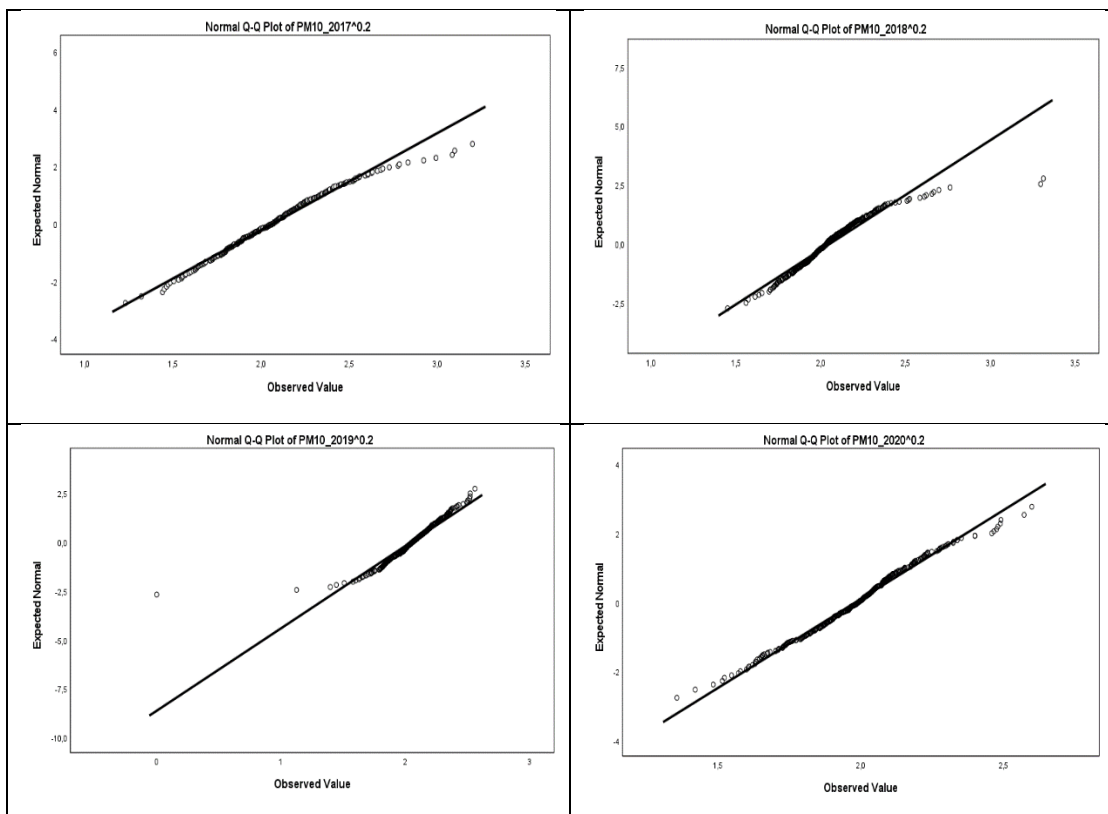 Normal Q-Q Plot of PM10_2017^0.2
6
4
2
0
-2
-4
Expected Normal
1,0 1,5 2,0 2,5 3,0 3,5
Observed Value
Normal Q-Q Plot of PM10_2018^0.2
7,5
5,0
2,5
0,0
-2,5
Expected Normal
1,0 1,5 2,0 2,5 3,0 3,5
Observed Value
Normal Q-Q Plot of PM10_2019^0.2
2,5
0,0
-2,5
-5,0
-7,5
-10,0
Expected Normal
0 1 2 3
Observed Value
Normal Q-Q Plot of PM10_2020^0.2
4
2
0
-2
-4
Expected Normal
1,5 2,0 2,5
Observed Value